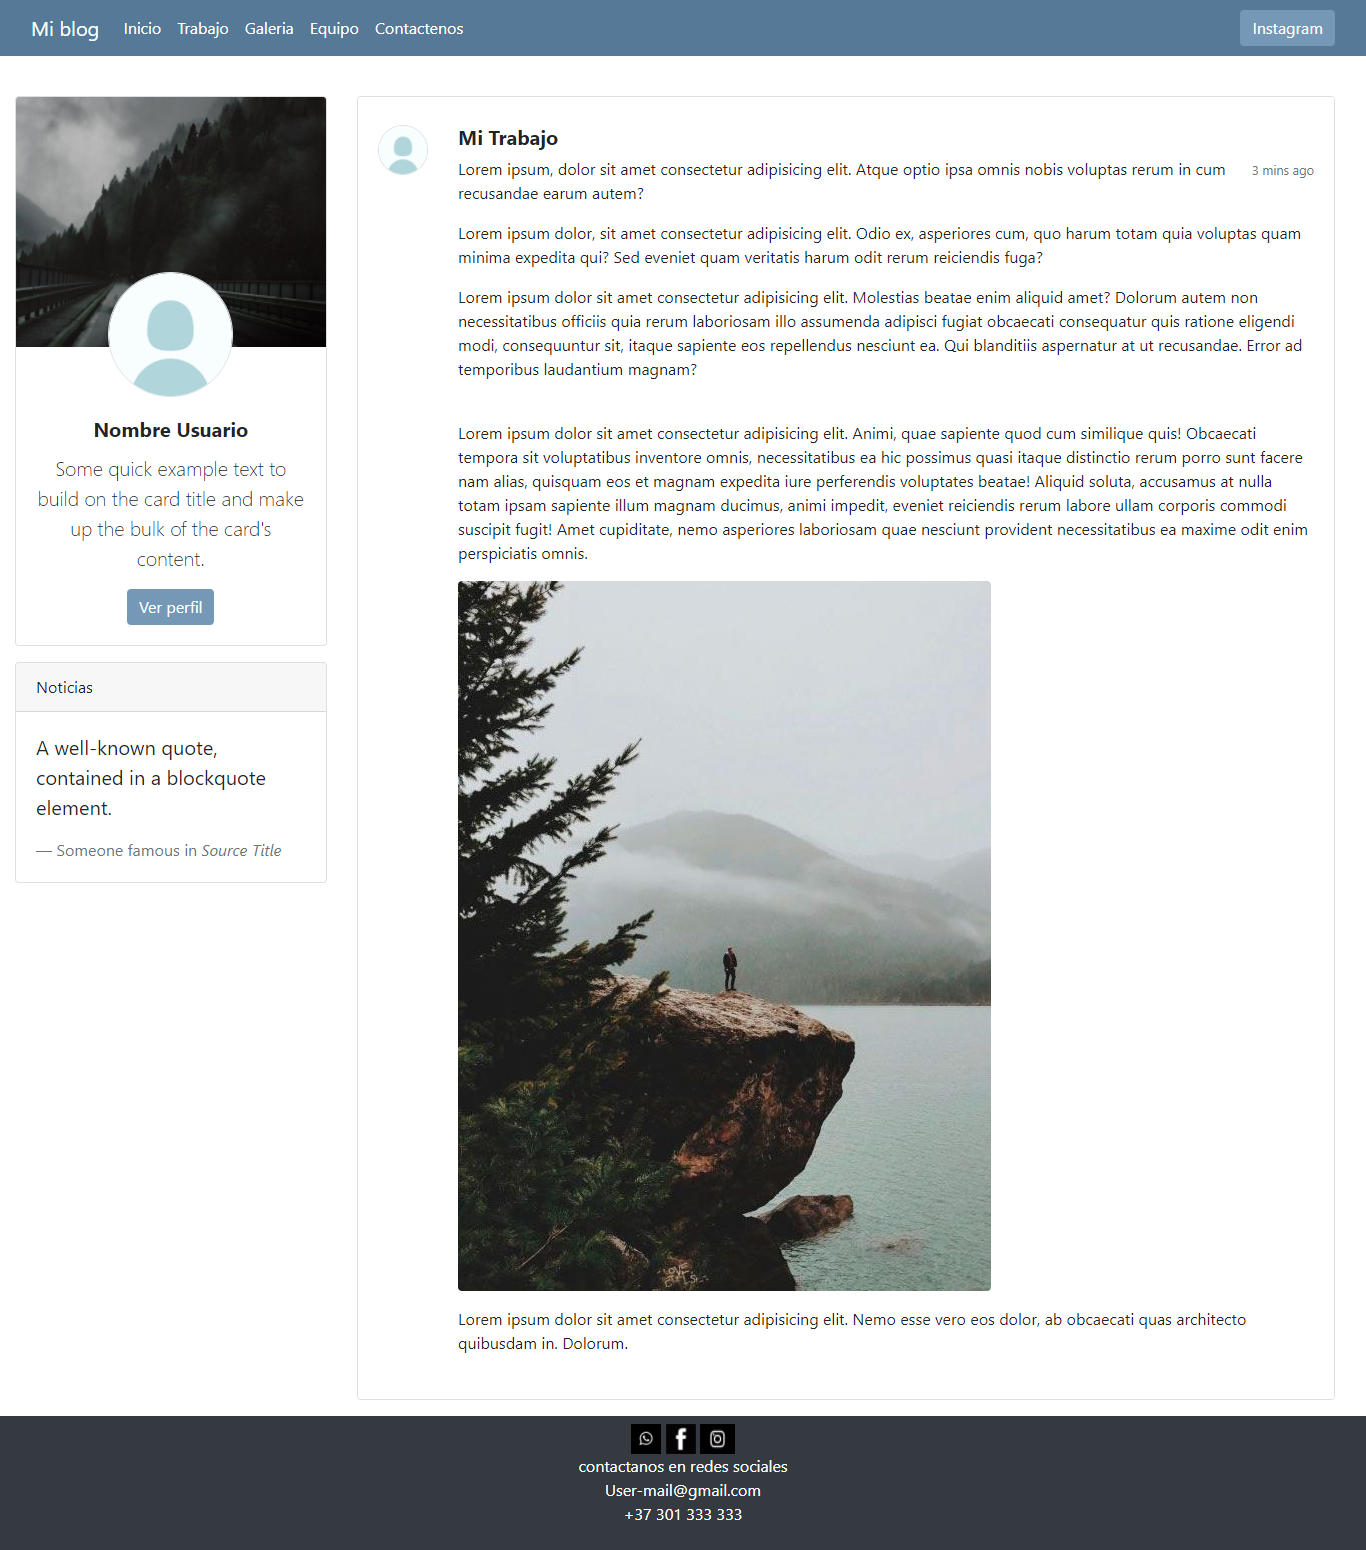 Mi blog Inicio Trabajo Galeria Equipo Contactenos Instagram
Nombre Usuario
Some quick example text to
build on the card title and make
up the bulk of the card's
content.
Ver perfil
Noticias
A well-known quote,
contained in a blockquote
element.
— Someone famous in Source Title
Mi Trabajo
3 mins ago
Lorem ipsum, dolor sit amet consectetur adipisicing elit. Atque optio ipsa omnis nobis voluptas rerum in cum
recusandae earum autem?
Lorem ipsum dolor, sit amet consectetur adipisicing elit. Odio ex, asperiores cum, quo harum totam quia voluptas quam
minima expedita qui? Sed eveniet quam veritatis harum odit rerum reiciendis fuga?
Lorem ipsum dolor sit amet consectetur adipisicing elit. Molestias beatae enim aliquid amet? Dolorum autem non
necessitatibus officiis quia rerum laboriosam illo assumenda adipisci fugiat obcaecati consequatur quis ratione eligendi
modi, consequuntur sit, itaque sapiente eos repellendus nesciunt ea. Qui blanditiis aspernatur at ut recusandae. Error ad
temporibus laudantium magnam?
Lorem ipsum dolor sit amet consectetur adipisicing elit. Animi, quae sapiente quod cum similique quis! Obcaecati
tempora sit voluptatibus inventore omnis, necessitatibus ea hic possimus quasi itaque distinctio rerum porro sunt facere
nam alias, quisquam eos et magnam expedita iure perferendis voluptates beatae! Aliquid soluta, accusamus at nulla
totam ipsam sapiente illum magnam ducimus, animi impedit, eveniet reiciendis rerum labore ullam corporis commodi
suscipit fugit! Amet cupiditate, nemo asperiores laboriosam quae nesciunt provident necessitatibus ea maxime odit enim
perspiciatis omnis.
LOVE
Lorem ipsum dolor sit amet consectetur adipisicing elit. Nemo esse vero eos dolor, ab obcaecati quas architecto
quibusdam in. Dolorum.
contactanos en redes sociales
User-mail@gmail.com
+37 301 333 333